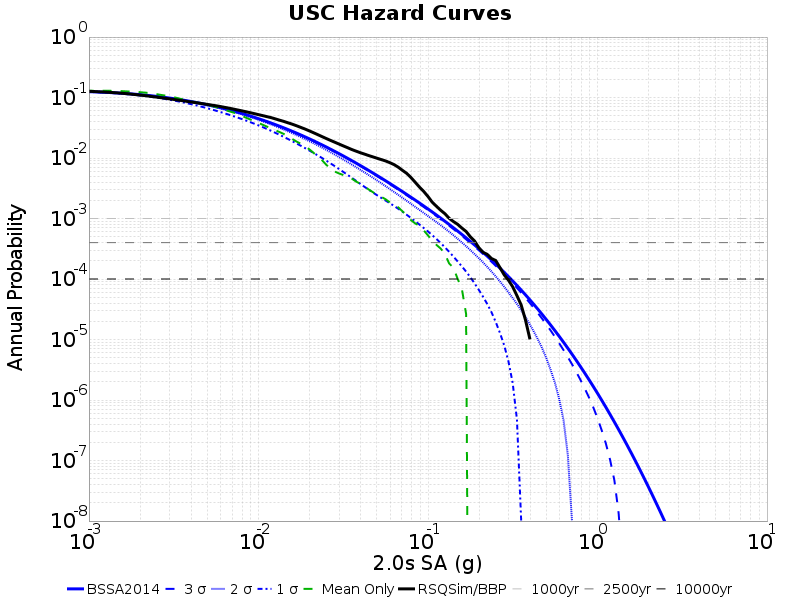 USC Hazard Curves
Annual Probability
10^0
10^-1
10^-2
10^-3
10^-4
10^-5
10^-6
10^-7
10^-8
10^-3 10^-2 10^-1 10^0 10^1
2.0s SA (g)
BSSA2014 3 σ 2 σ 1 σ Mean Only RSQSim/BBP 1000yr 2500yr 10000yr